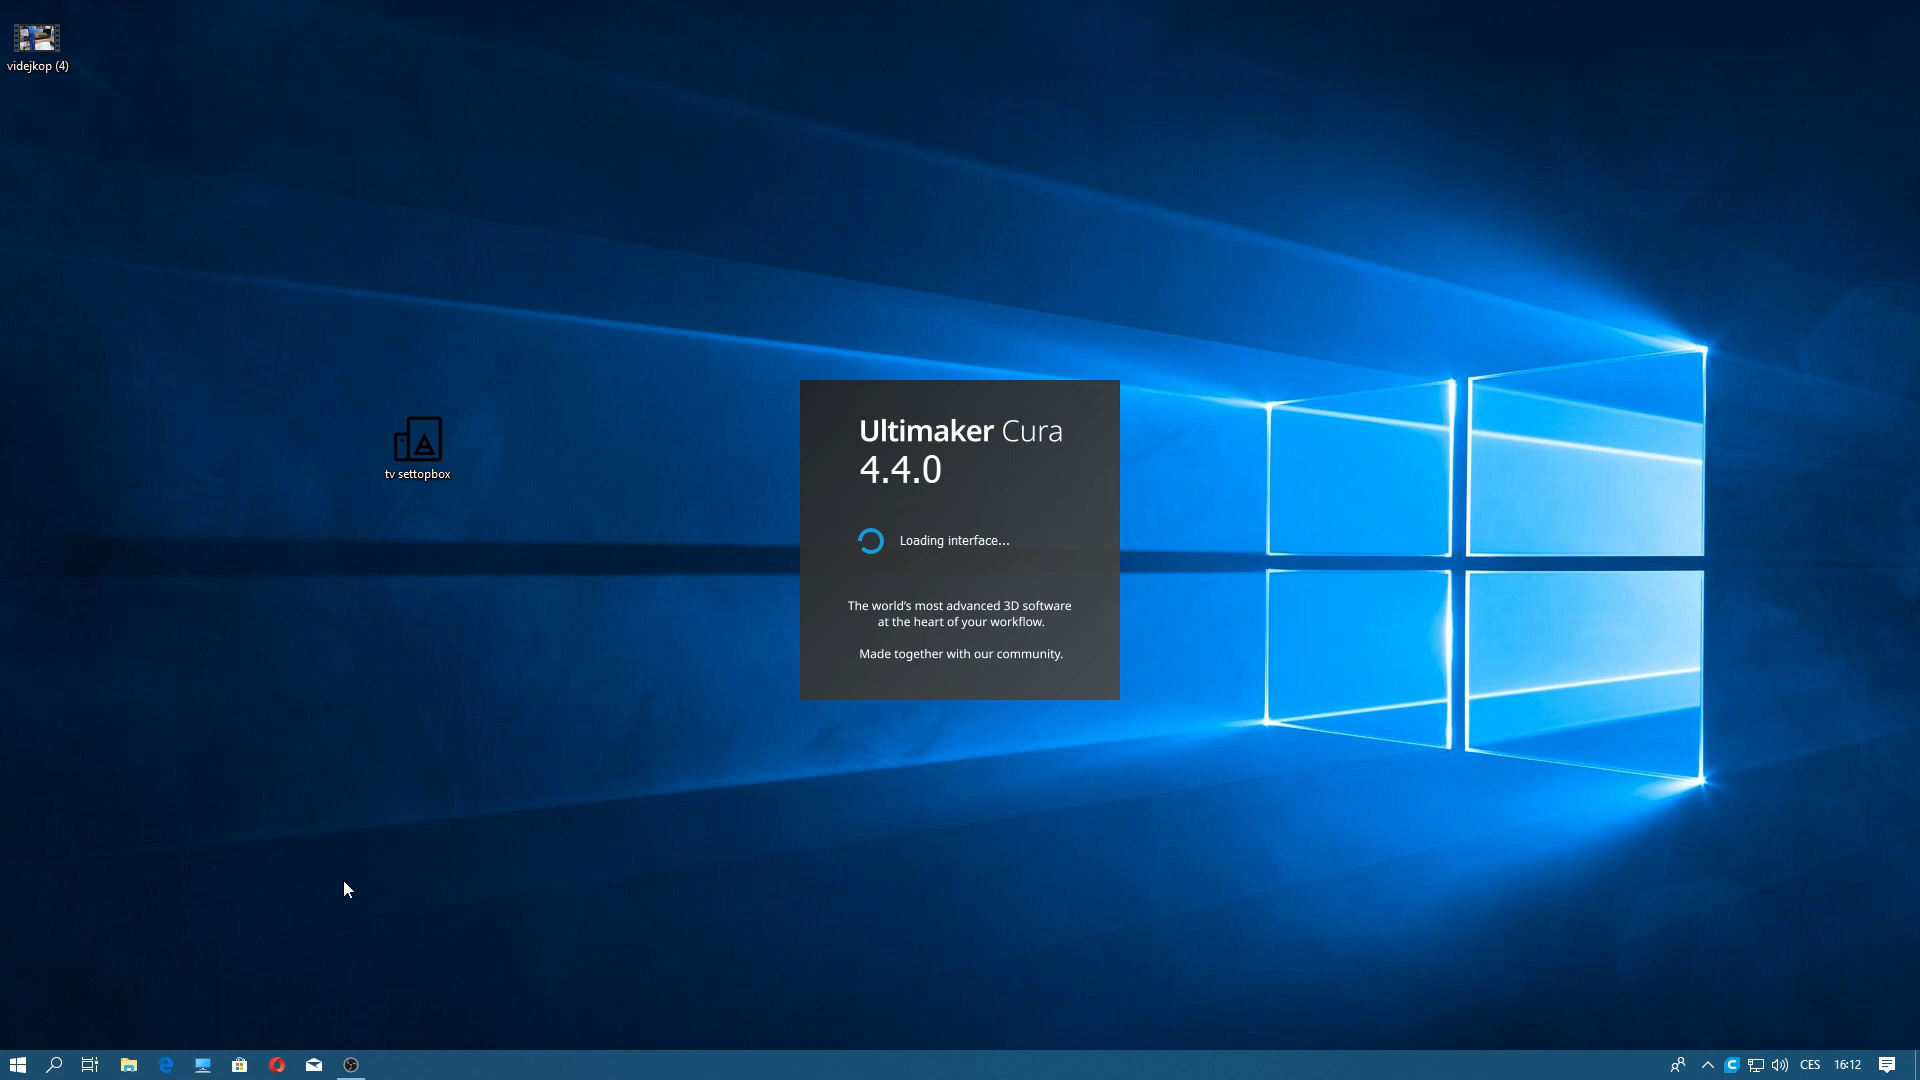 videjkop (4)
tv settopbox
Ultimaker Cura
4.4.0
Loading interface...
The world's most advanced 3D software
at the heart of your workflow.
Made together with our community.
CES
16:12